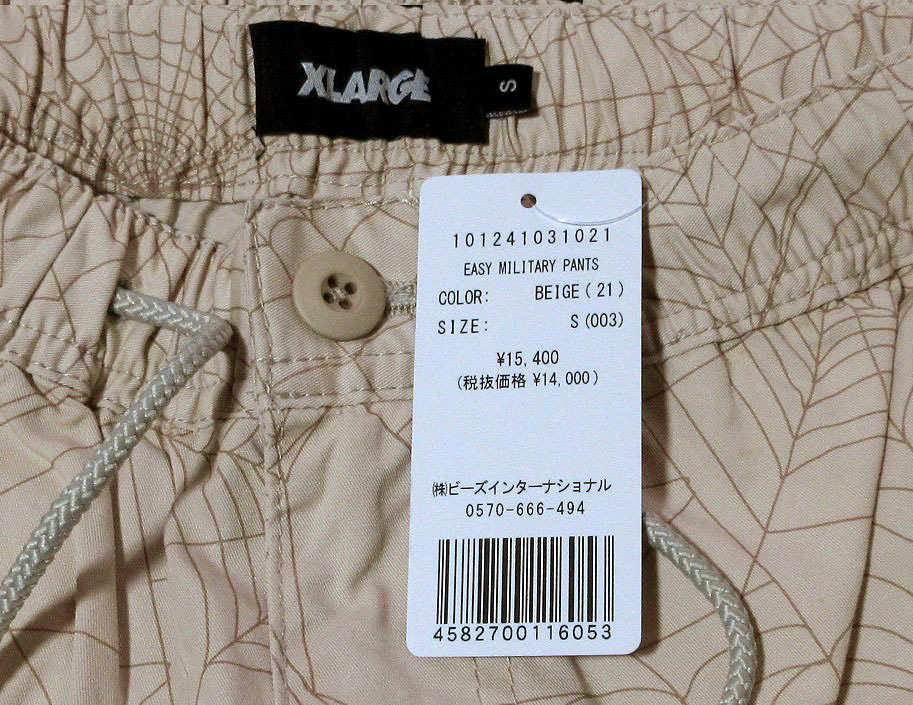 XLARGE
S
101241031021
EASY MILITARY PANTS
COLOR: BEIGE(21)
SIZE: S(003)
¥15,400
(税抜価格 ¥14,000)
㈱ビーズインターナショナル
0570-666-494
4582700116053